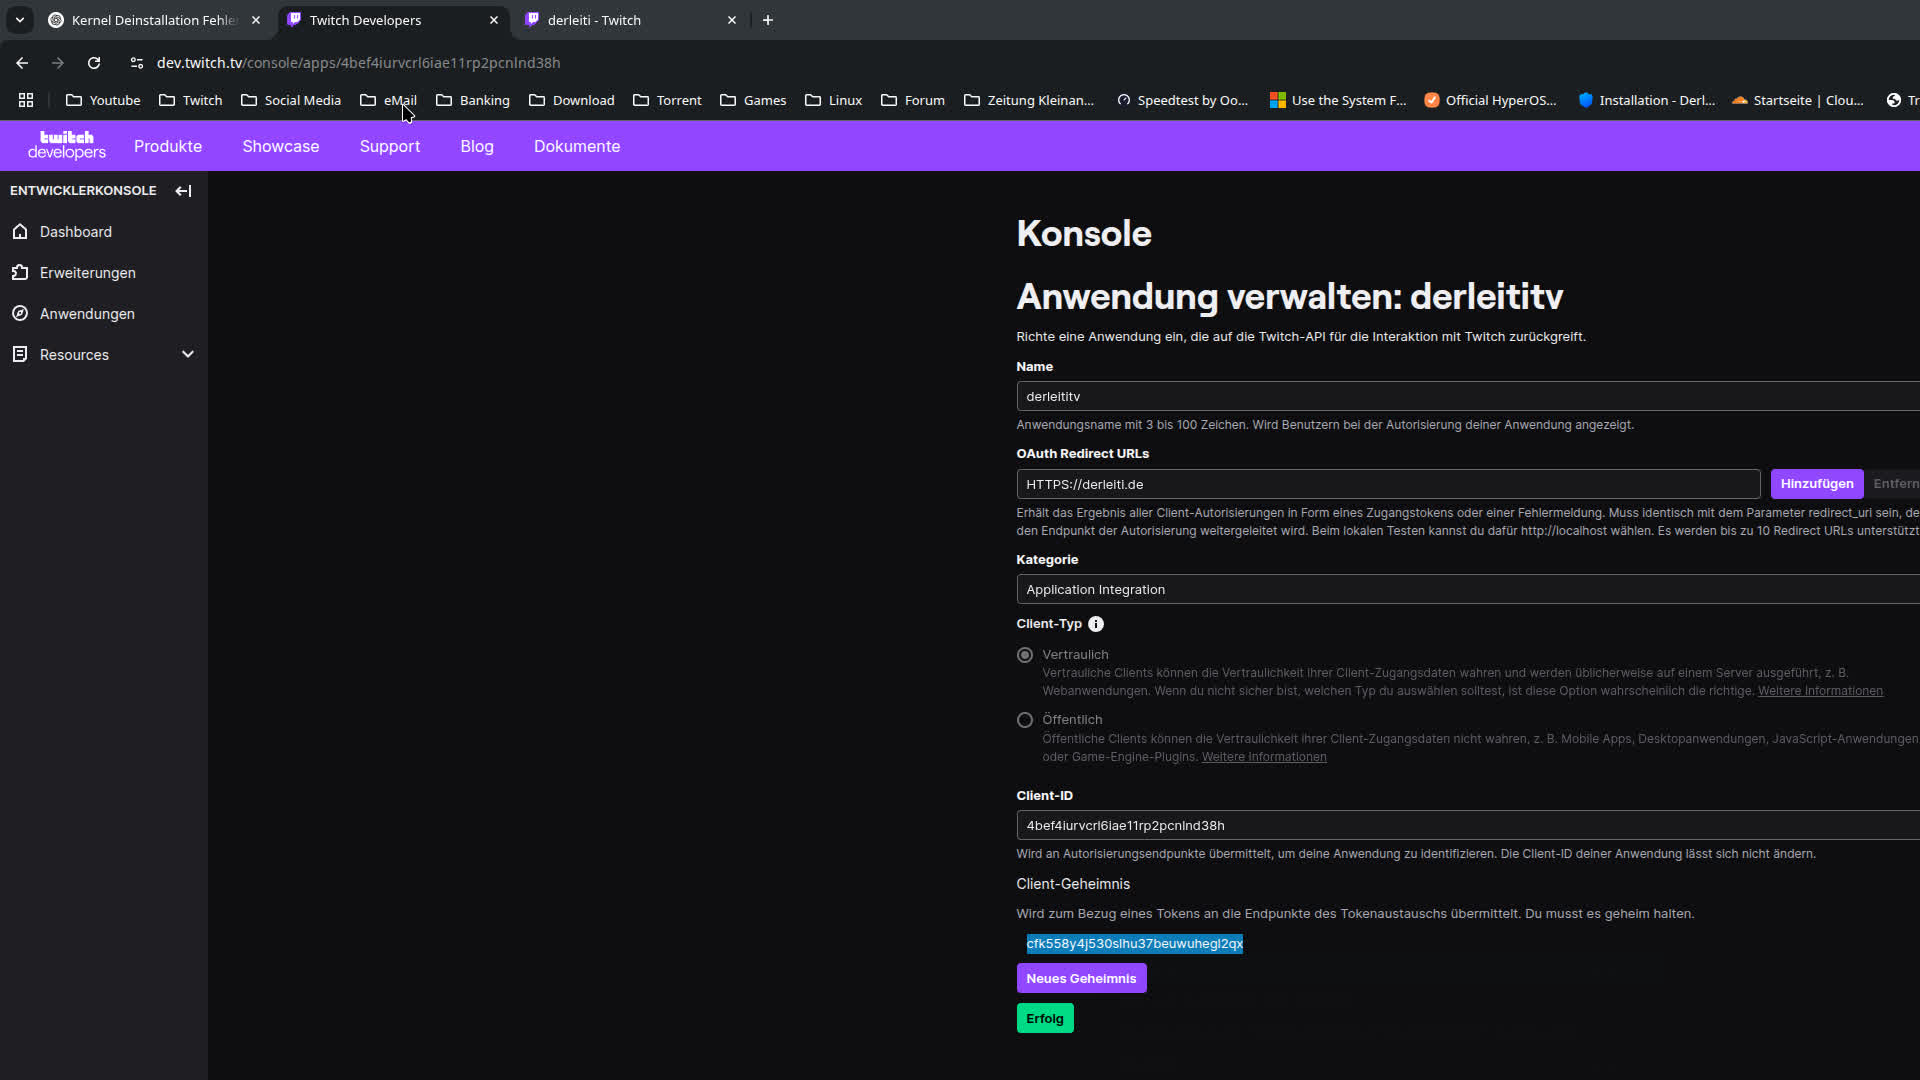 Kernel Deinstallation Fehle
Twitch Developers
derleiti - Twitch
dev.twitch.tv/console/apps/4bef4iurvcrl6iae11rp2pcnlnd38h
Youtube
Twitch
Social Media
eMail
Banking
Download
Torrent
Games
Linux
Forum
Zeitung Kleinan...
Speedtest by Oo...
Use the System F...
Official HyperOS...
Installation - Derl...
Startseite | Clou...
Tr
twitch
developers
Produkte
Showcase
Support
Blog
Dokumente
ENTWICKLERKONSOLE
Dashboard
Erweiterungen
Anwendungen
Resources
Konsole
Anwendung verwalten: derleititv
Richte eine Anwendung ein, die auf die Twitch-API für die Interaktion mit Twitch zurückgreift.
Name
derleititv
Anwendungsname mit 3 bis 100 Zeichen. Wird Benutzern bei der Autorisierung deiner Anwendung angezeigt.
OAuth Redirect URLs
HTTPS://derleiti.de
Hinzufügen
Entfern
Erhält das Ergebnis aller Client-Autorisierungen in Form eines Zugangstokens oder einer Fehlermeldung. Muss identisch mit dem Parameter redirect_uri sein, de
den Endpunkt der Autorisierung weitergeleitet wird. Beim lokalen Testen kannst du dafür http://localhost wählen. Es werden bis zu 10 Redirect URLs unterstützt
Kategorie
Application Integration
Client-Typ
Vertraulich
Vertrauliche Clients können die Vertraulichkeit ihrer Client-Zugangsdaten wahren und werden üblicherweise auf einem Server ausgeführt, z. B.
Webanwendungen. Wenn du nicht sicher bist, welchen Typ du auswählen solltest, ist diese Option wahrscheinlich die richtige. Weitere Informationen
Öffentlich
Öffentliche Clients können die Vertraulichkeit ihrer Client-Zugangsdaten nicht wahren, z. B. Mobile Apps, Desktopanwendungen, JavaScript-Anwendungen
oder Game-Engine-Plugins. Weitere Informationen
Client-ID
4bef4iurvcrl6iae11rp2pcnlnd38h
Wird an Autorisierungsendpunkte übermittelt, um deine Anwendung zu identifizieren. Die Client-ID deiner Anwendung lässt sich nicht ändern.
Client-Geheimnis
Wird zum Bezug eines Tokens an die Endpunkte des Tokenaustauschs übermittelt. Du musst es geheim halten.
cfk558y4j530slhu37beuwuhegl2qx
Neues Geheimnis
Erfolg